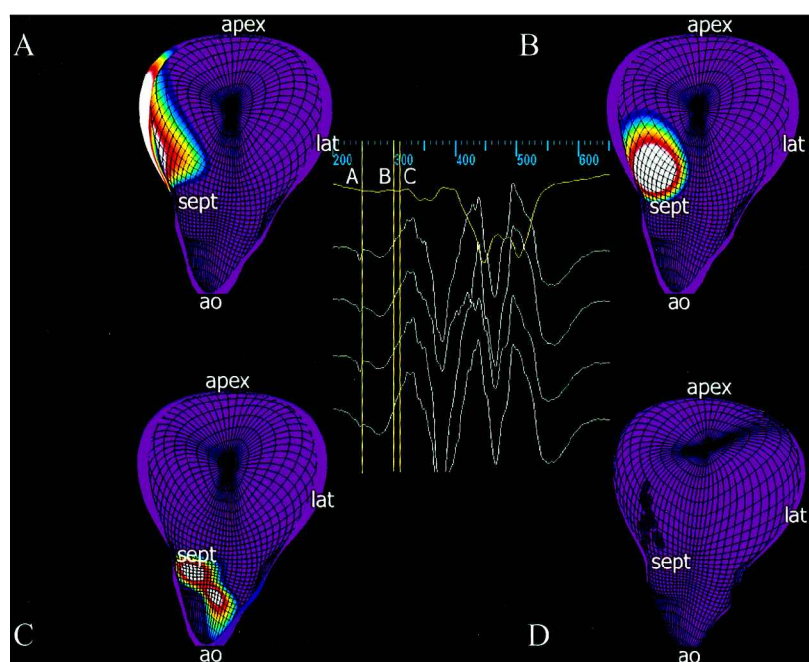 A
apex
lat
sept
ao
B
apex
lat
sept
ao
200 300 400 500 600
A B C
apex
lat
sept
ao
C
apex
lat
sept
ao
D